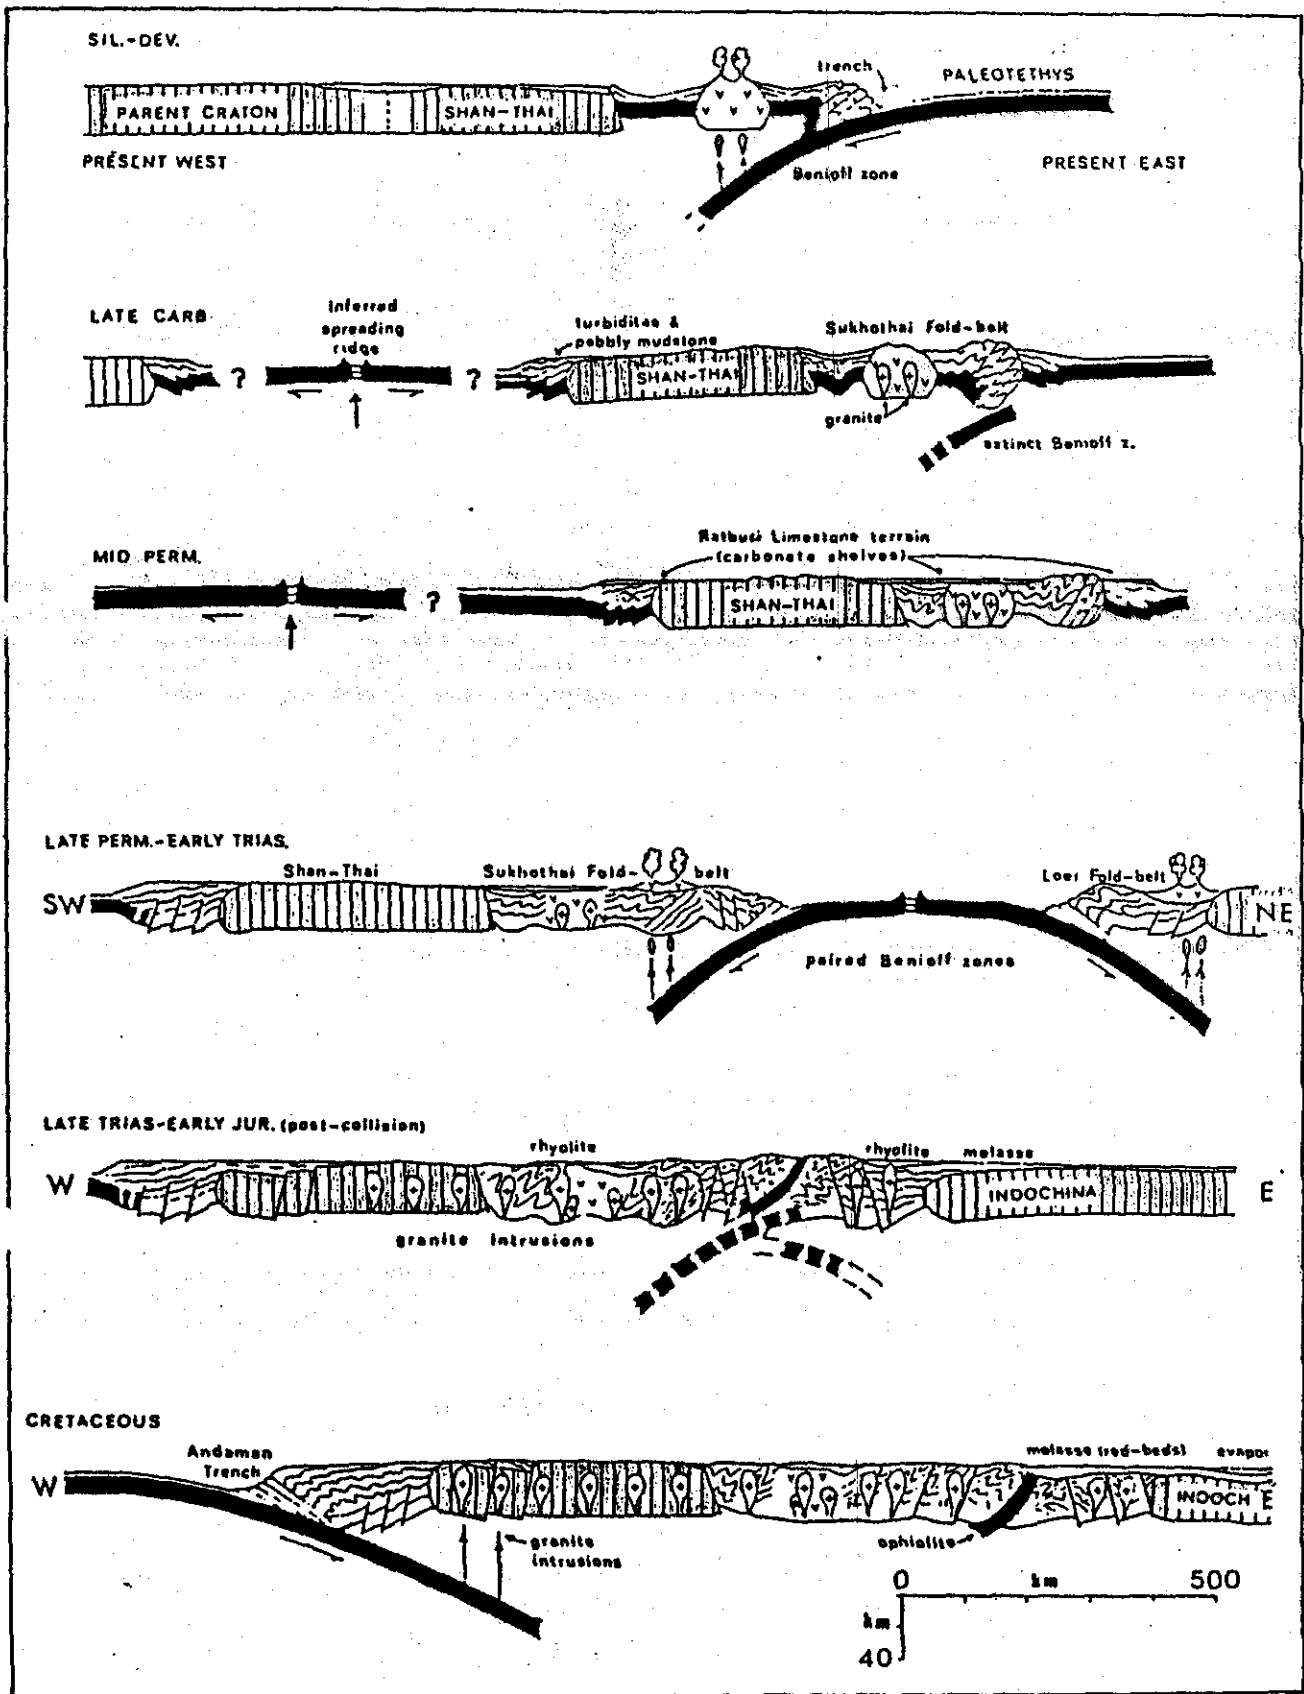 SIL.-DEV.
trench
PALEOTETHYS
PARENT CRATON
SHAN-THAI
PRESENT WEST
Benioff zone
PRESENT EAST
LATE CARB
Inferred
spreading
ridge
turbidites &
pebbly mudstone
Sukhothai Fold-belt
?
?
SHAN-THAI
granite
extinct Benioff z.
MID PERM.
Ratburi Limestone terrain
(carbonate shelves)
?
SHAN-THAI
LATE PERM.-EARLY TRIAS.
Shan-Thai
Sukhothai Fold-belt
Loei Fold-belt
SW
NE
paired Benioff zones
LATE TRIAS-EARLY JUR. (post-collision)
rhyolite
rhyolite molasse
W
INDOCHINA
E
granite intrusions
CRETACEOUS
Andaman
Trench
molasse (red-beds)
evapor
W
INDOCH E
granite
intrusions
ophiolite
0 km 500
km
40